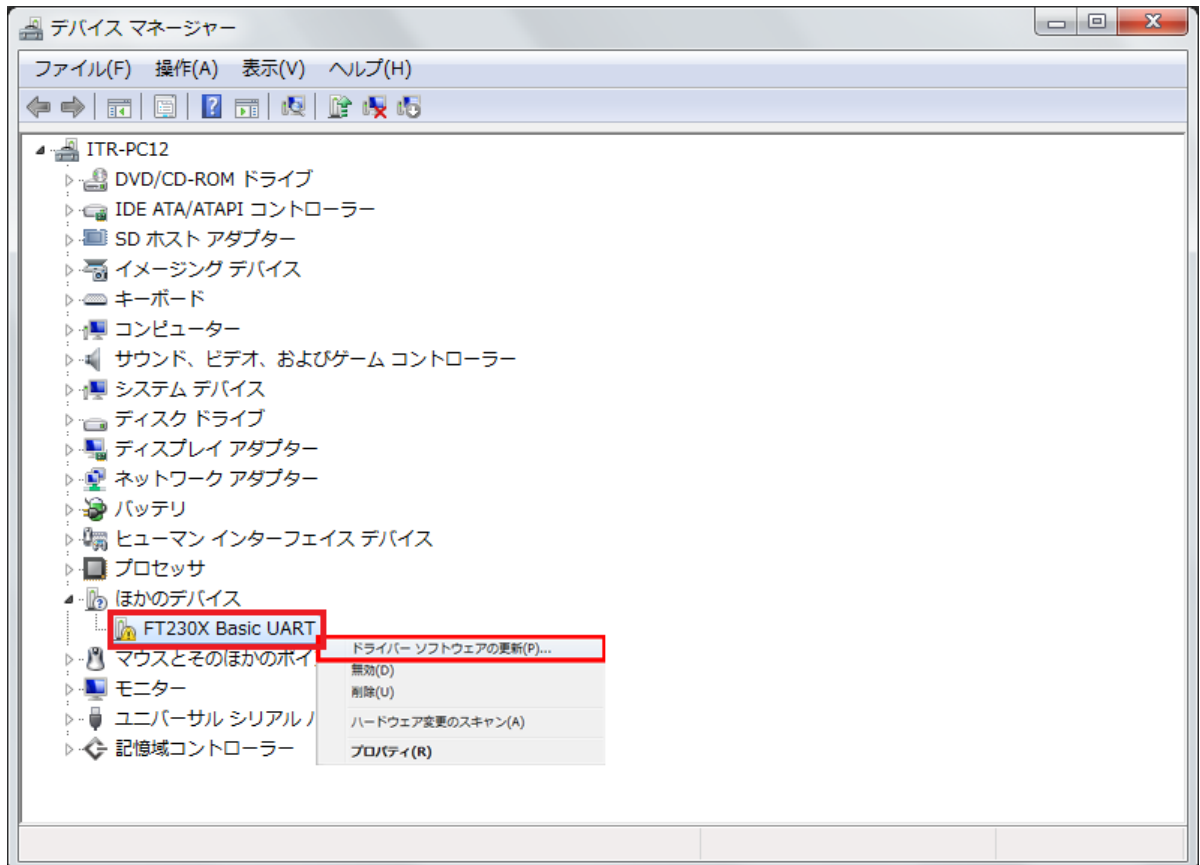 デバイス マネージャー
ファイル(F) 操作(A) 表示(V) ヘルプ(H)
ITR-PC12
DVD/CD-ROM ドライブ
IDE ATA/ATAPI コントローラー
SD ホスト アダプター
イメージング デバイス
キーボード
コンピューター
サウンド、ビデオ、およびゲーム コントローラー
システム デバイス
ディスク ドライブ
ディスプレイ アダプター
ネットワーク アダプター
バッテリ
ヒューマン インターフェイス デバイス
プロセッサ
ほかのデバイス
FT230X Basic UART
ドライバー ソフトウェアの更新(P)...
マウスとそのほかのポイ
無効(D)
モニター
削除(U)
ユニバーサル シリアル
ハードウェア変更のスキャン(A)
記憶域コントローラー
プロパティ(R)